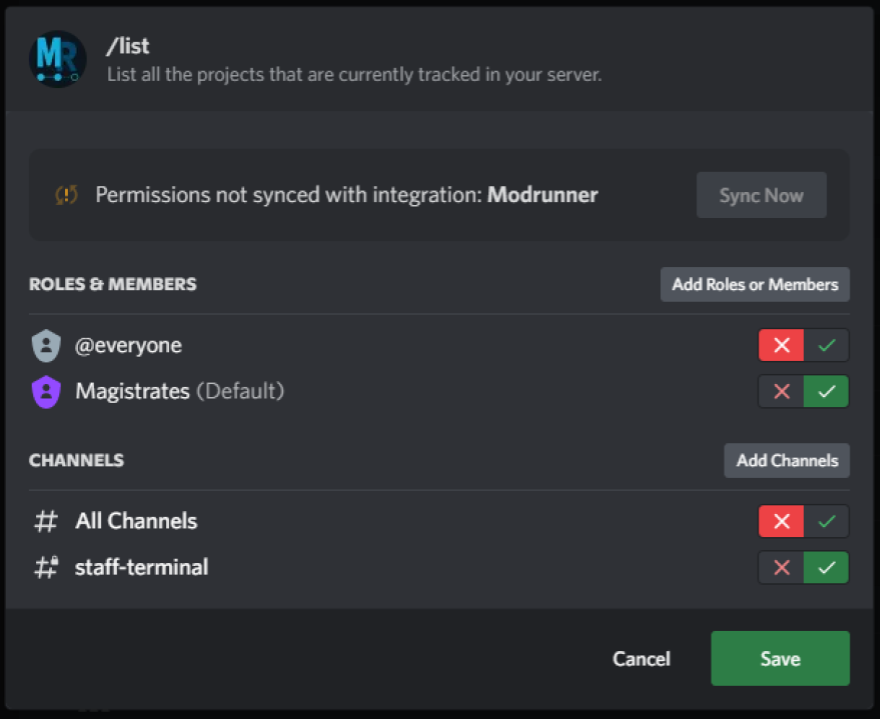 MR
/list
List all the projects that are currently tracked in your server.
Permissions not synced with integration: Modrunner
Sync Now
ROLES & MEMBERS
Add Roles or Members
@everyone
Magistrates (Default)
CHANNELS
Add Channels
All Channels
staff-terminal
Cancel
Save